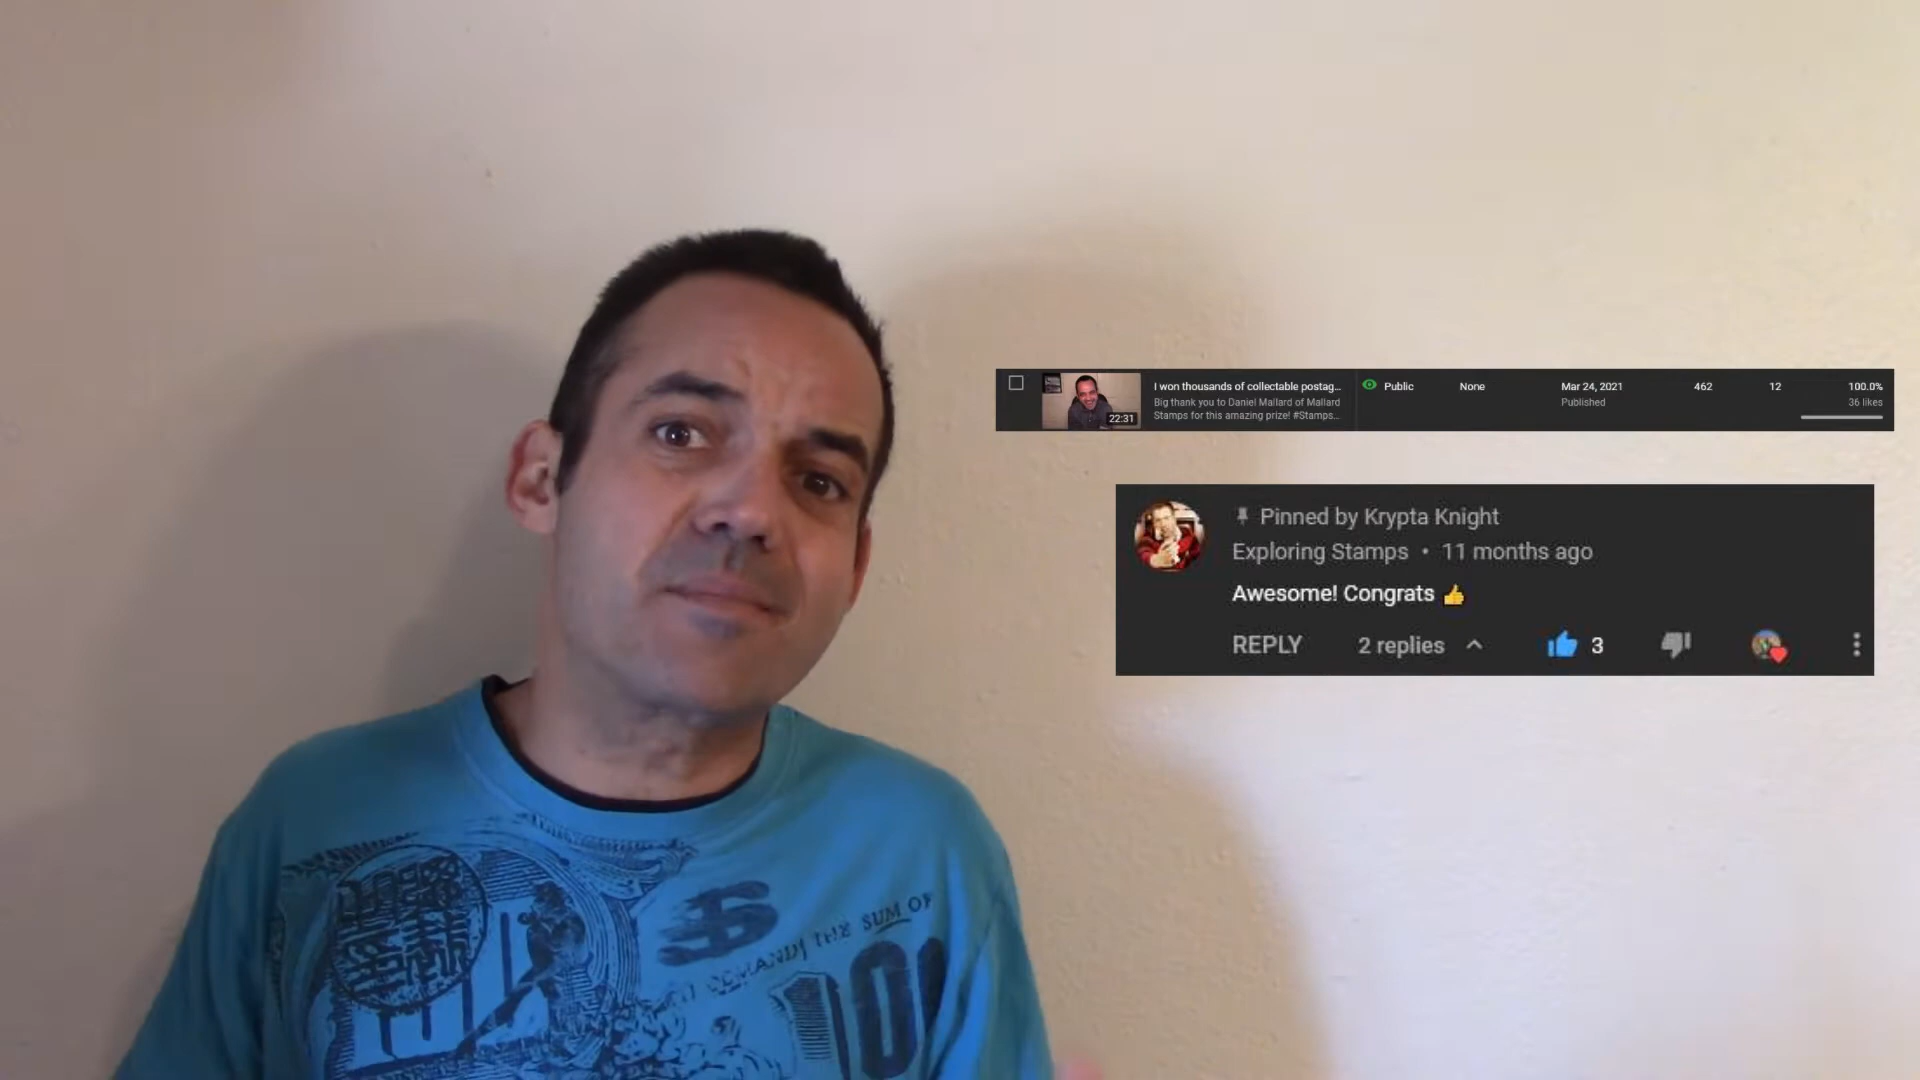 I won thousands of collectable postag...
Big thank you to Daniel Mallard of Mallard
Stamps for this amazing prize! #Stamps...
22:31
Public
None
Mar 24, 2021
Published
462
12
100.0%
36 likes
Pinned by Krypta Knight
Exploring Stamps • 11 months ago
Awesome! Congrats 👍
REPLY
2 replies
3
$
THE SUM OF
100